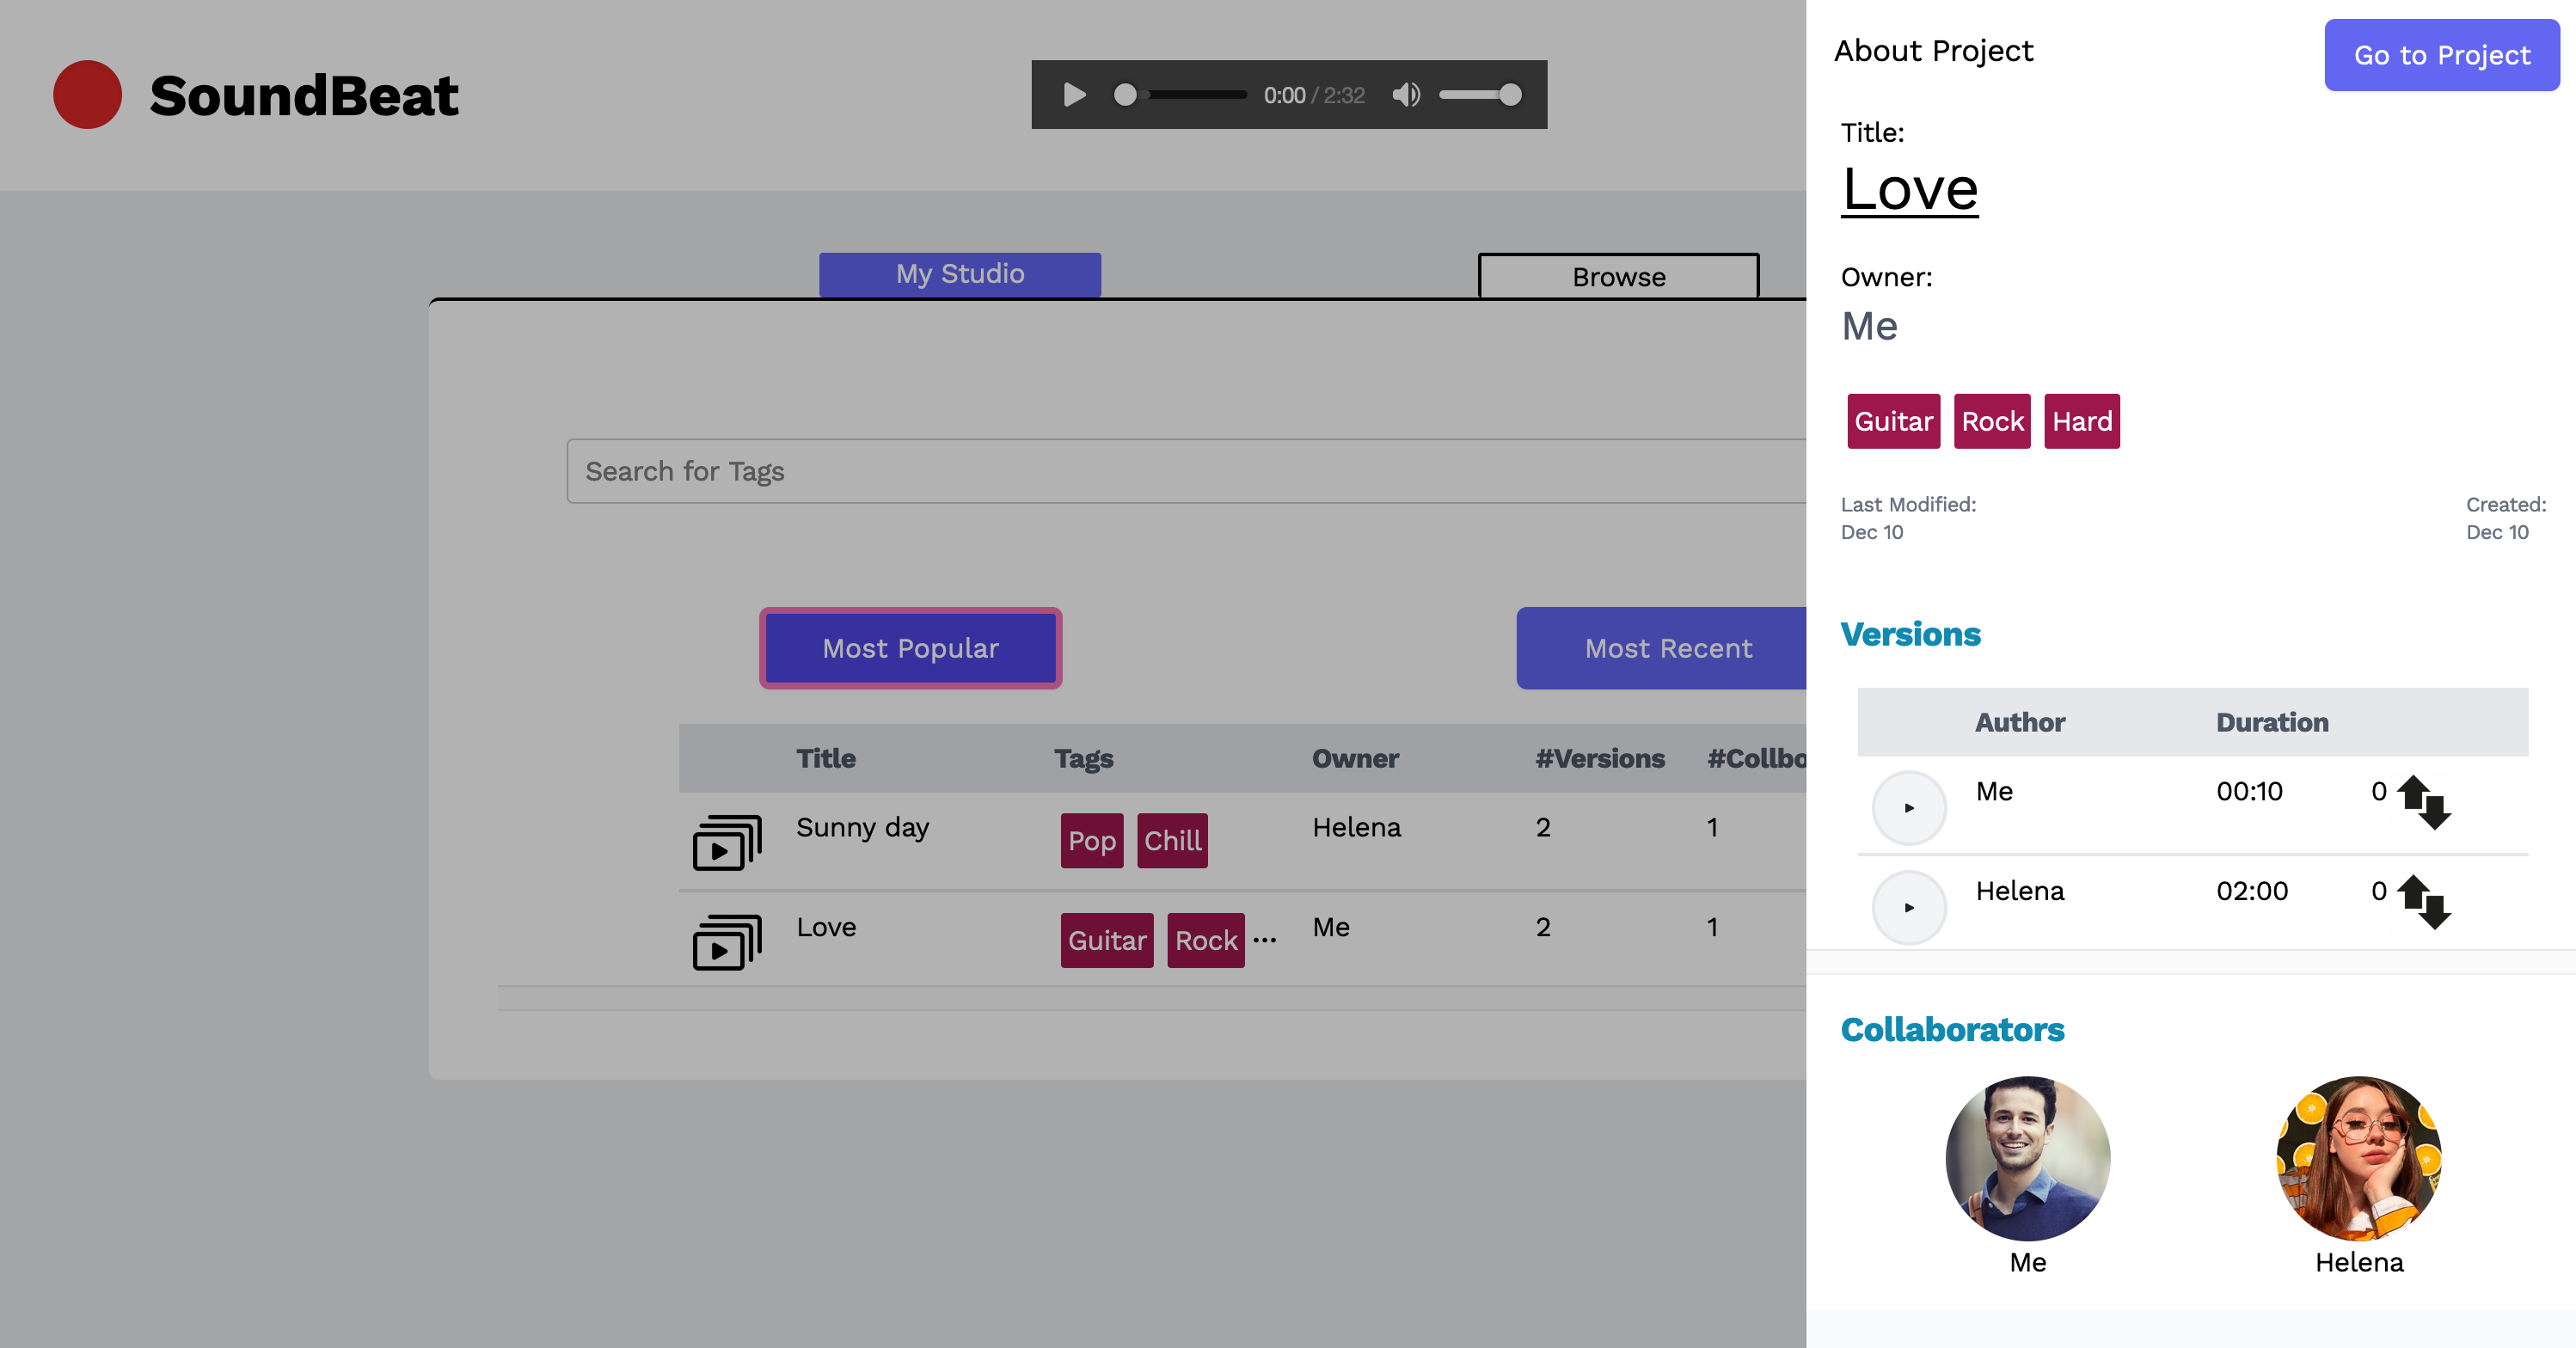 SoundBeat
0:00 / 2:32
My Studio
Browse
Search for Tags
Most Popular
Most Recent
Title Tags Owner #Versions #Collbo
Sunny day Pop Chill Helena 2 1
Love Guitar Rock ... Me 2 1
About Project
Go to Project
Title:
Love
Owner:
Me
Guitar Rock Hard
Last Modified: Created:
Dec 10 Dec 10
Versions
Author Duration
Me 00:10 0
Helena 02:00 0
Collaborators
Me Helena